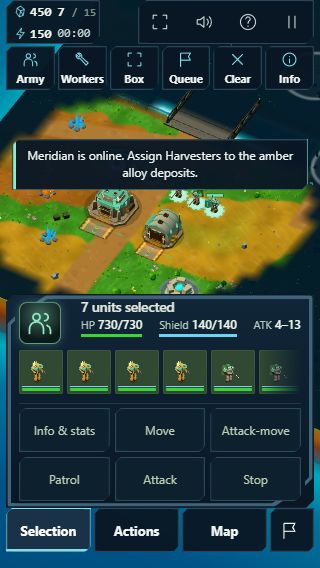 450 7 / 15
150 00:00
Army
Workers
Box
Queue
Clear
Info
Meridian is online. Assign Harvesters to the amber
alloy deposits.
7 units selected
HP 730/730 Shield 140/140 ATK 4–13
Info & stats
Move
Attack-move
Patrol
Attack
Stop
Selection
Actions
Map